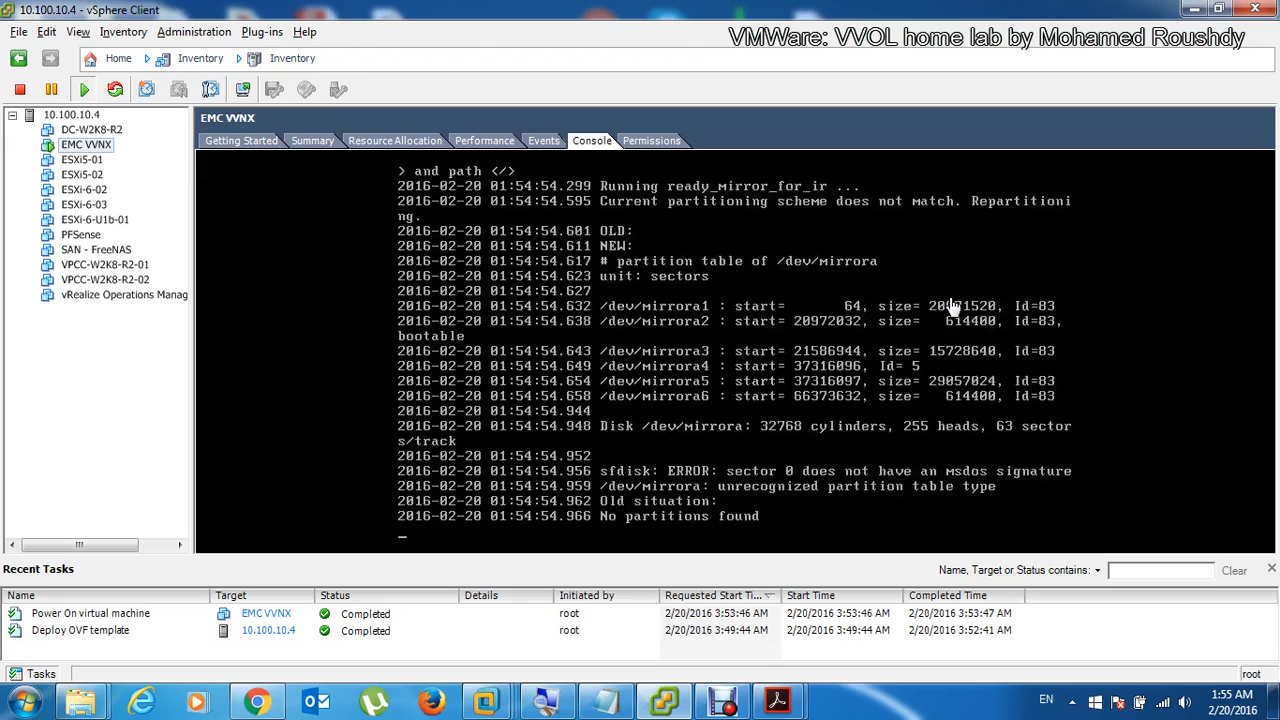 10.100.10.4 - vSphere Client
VMWare: VVOL home lab by Mohamed Roushdy
File Edit View Inventory Administration Plug-ins Help
Home Inventory Inventory
10.100.10.4
DC-W2K8-R2
EMC VVNX
ESXi5-01
ESXi5-02
ESXi-6-02
ESXi-6-03
ESXi-6-U1b-01
PFSense
SAN - FreeNAS
VPCC-W2K8-R2-01
VPCC-W2K8-R2-02
vRealize Operations Manag
EMC VVNX
Getting Started Summary Resource Allocation Performance Events Console Permissions
> and path </>
2016-02-20 01:54:54.299 Running ready_mirror_for_ir ...
2016-02-20 01:54:54.595 Current partitioning scheme does not match. Repartitioni
ng.
2016-02-20 01:54:54.601 OLD:
2016-02-20 01:54:54.611 NEW:
2016-02-20 01:54:54.617 # partition table of /dev/mirrora
2016-02-20 01:54:54.623 unit: sectors
2016-02-20 01:54:54.627
2016-02-20 01:54:54.632 /dev/mirrora1 : start= 64, size= 20971520, Id=83
2016-02-20 01:54:54.638 /dev/mirrora2 : start= 20972032, size= 614400, Id=83,
bootable
2016-02-20 01:54:54.643 /dev/mirrora3 : start= 21586944, size= 15728640, Id=83
2016-02-20 01:54:54.649 /dev/mirrora4 : start= 37316096, Id= 5
2016-02-20 01:54:54.654 /dev/mirrora5 : start= 37316097, size= 29057024, Id=83
2016-02-20 01:54:54.658 /dev/mirrora6 : start= 66373632, size= 614400, Id=83
2016-02-20 01:54:54.944
2016-02-20 01:54:54.948 Disk /dev/mirrora: 32768 cylinders, 255 heads, 63 sector
s/track
2016-02-20 01:54:54.952
2016-02-20 01:54:54.956 sfdisk: ERROR: sector 0 does not have an msdos signature
2016-02-20 01:54:54.959 /dev/mirrora: unrecognized partition table type
2016-02-20 01:54:54.962 Old situation:
2016-02-20 01:54:54.966 No partitions found
Recent Tasks
Name, Target or Status contains: Clear
Name Target Status Details Initiated by Requested Start Ti... Start Time Completed Time
Power On virtual machine EMC VVNX Completed root 2/20/2016 3:53:46 AM 2/20/2016 3:53:46 AM 2/20/2016 3:53:47 AM
Deploy OVF template 10.100.10.4 Completed root 2/20/2016 3:49:44 AM 2/20/2016 3:49:44 AM 2/20/2016 3:52:41 AM
Tasks
root
EN
1:55 AM
2/20/2016